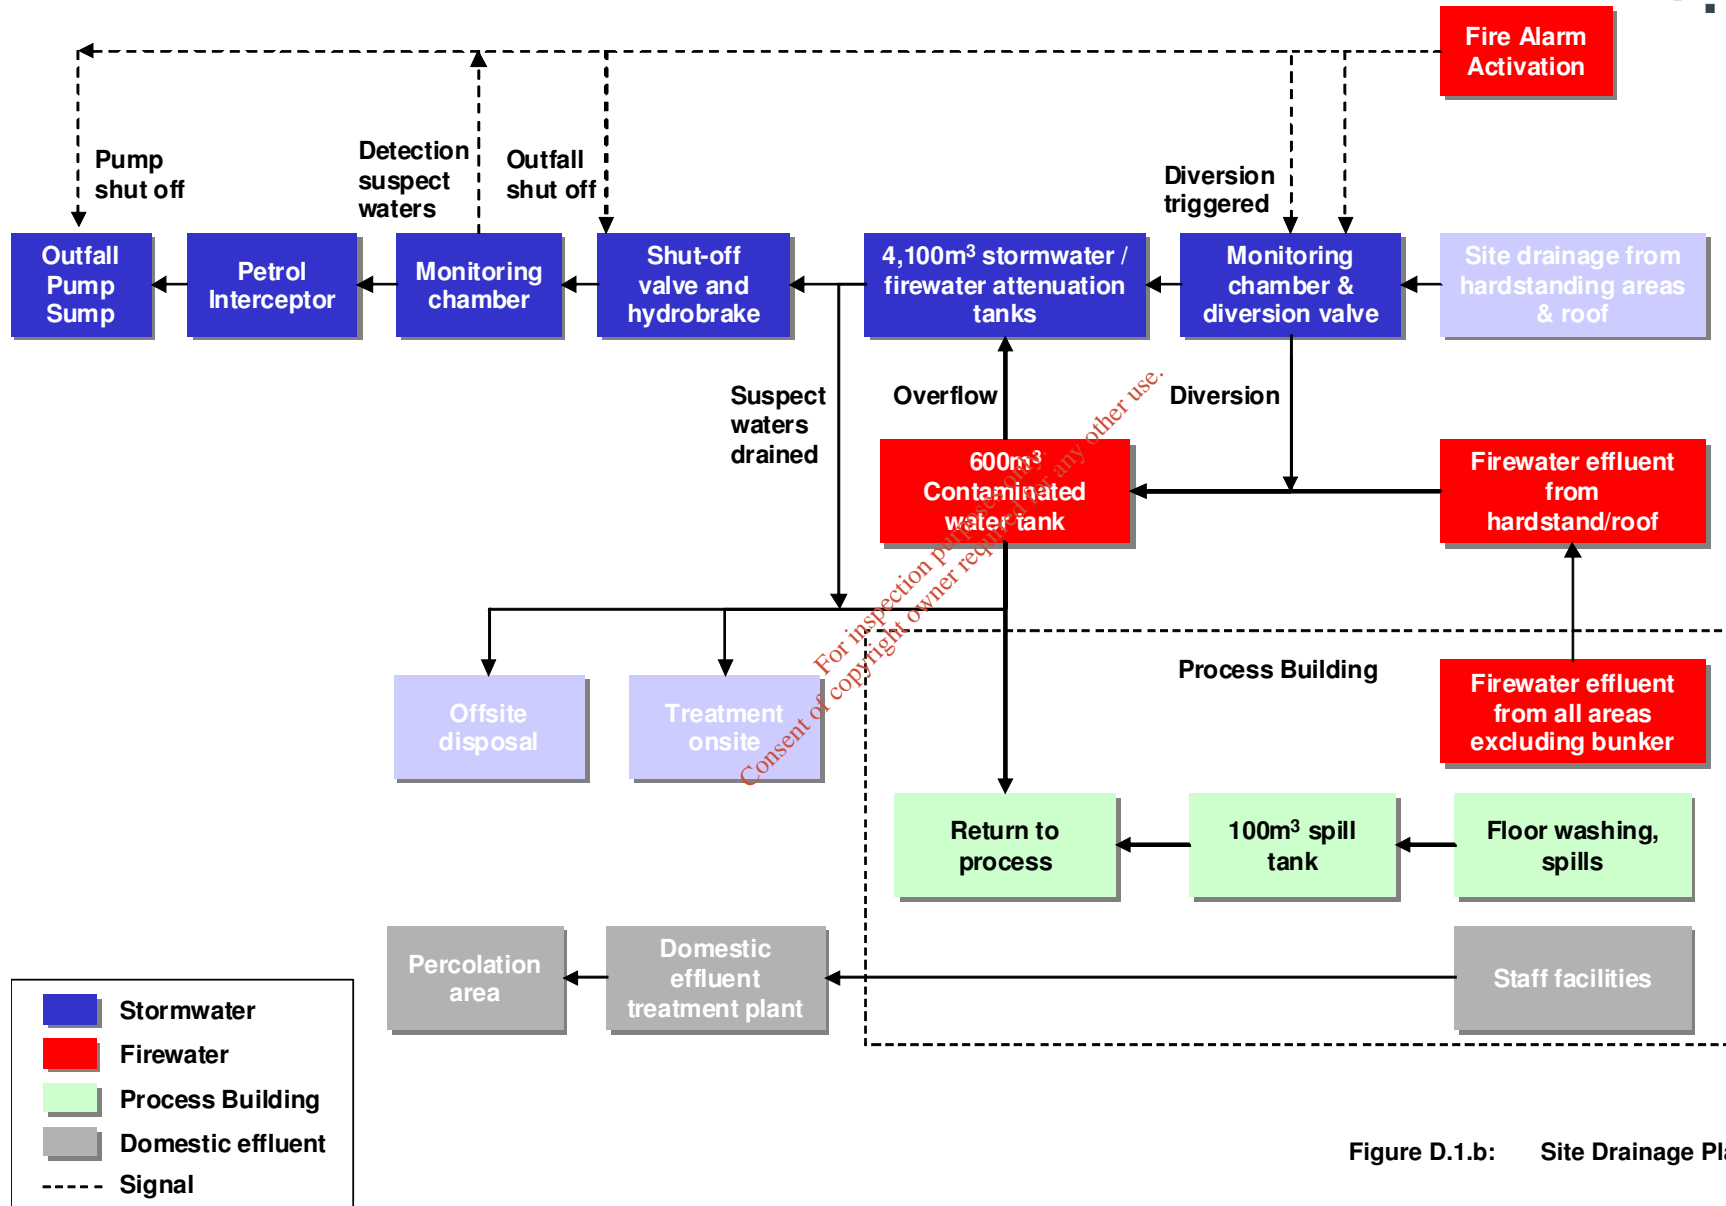 Fire Alarm
Activation
Pump
shut off
Detection
suspect
waters
Outfall
shut off
Diversion
triggered
Outfall
Pump
Sump
Petrol
Interceptor
Monitoring
chamber
Shut-off
valve and
hydrobrake
4,100m³ stormwater /
firewater attenuation
tanks
Monitoring
chamber &
diversion valve
Site drainage from
hardstanding areas
& roof
Suspect
waters
drained
Overflow
Diversion
600m³
Contaminated
water tank
Firewater effluent
from
hardstand/roof
For inspection purposes only.
Consent of copyright owner required for any other use.
Process Building
Offsite
disposal
Treatment
onsite
Firewater effluent
from all areas
excluding bunker
Return to
process
100m³ spill
tank
Floor washing,
spills
Percolation
area
Domestic
effluent
treatment plant
Staff facilities
Stormwater
Firewater
Process Building
Domestic effluent
Signal
Figure D.1.b: Site Drainage Pla